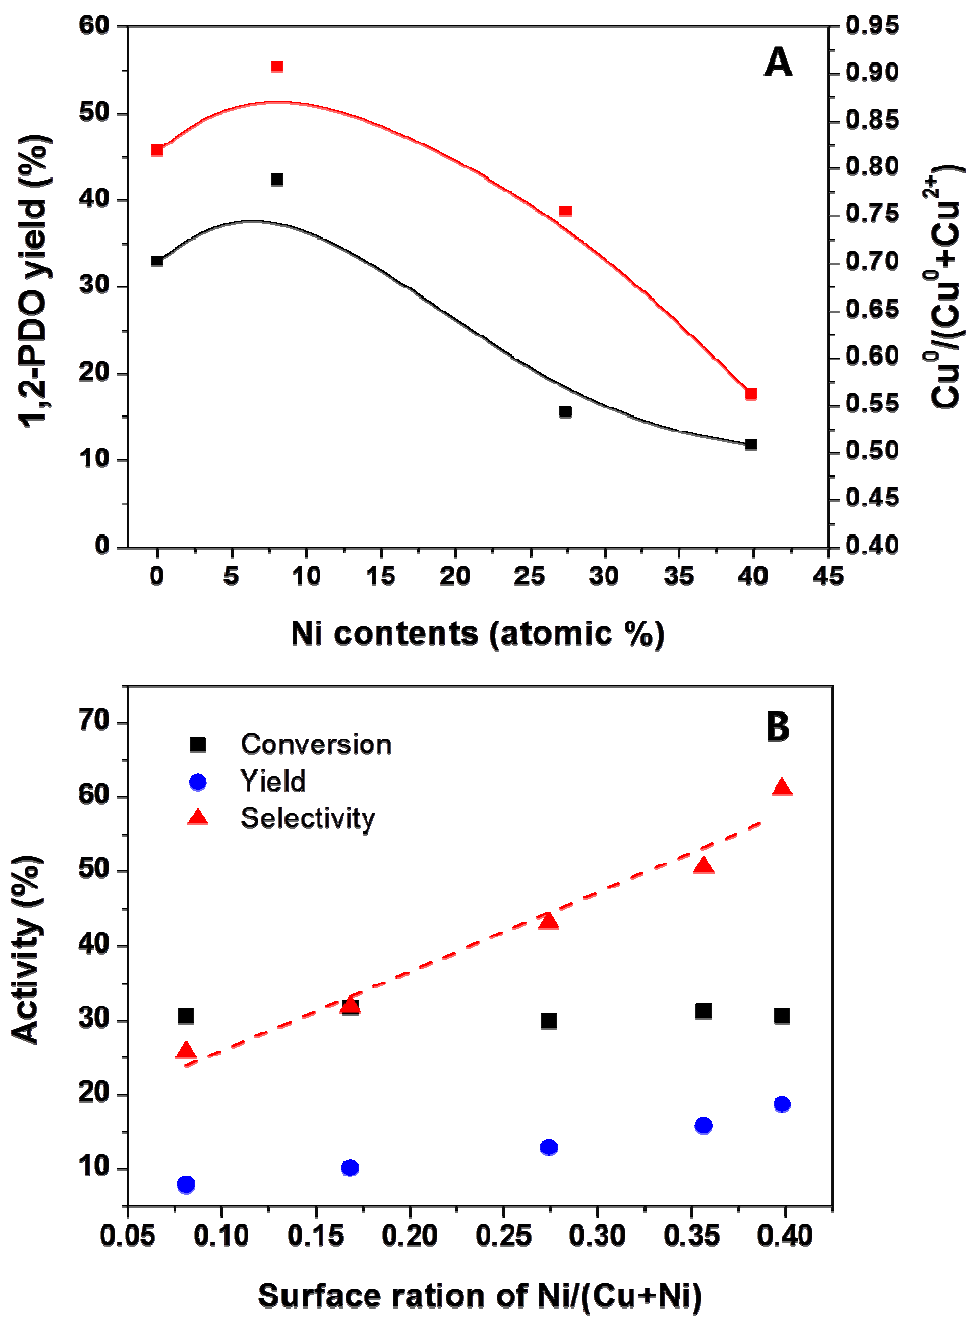 A
1,2-PDO yield (%)
60
50
40
30
20
10
0
0.95
0.90
0.85
0.80
0.75
0.70
0.65
0.60
0.55
0.50
0.45
0.40
Cu⁰/(Cu⁰+Cu²⁺)
0 5 10 15 20 25 30 35 40 45
Ni contents (atomic %)
B
Conversion
Yield
Selectivity
Activity (%)
70
60
50
40
30
20
10
0.05 0.10 0.15 0.20 0.25 0.30 0.35 0.40
Surface ration of Ni/(Cu+Ni)